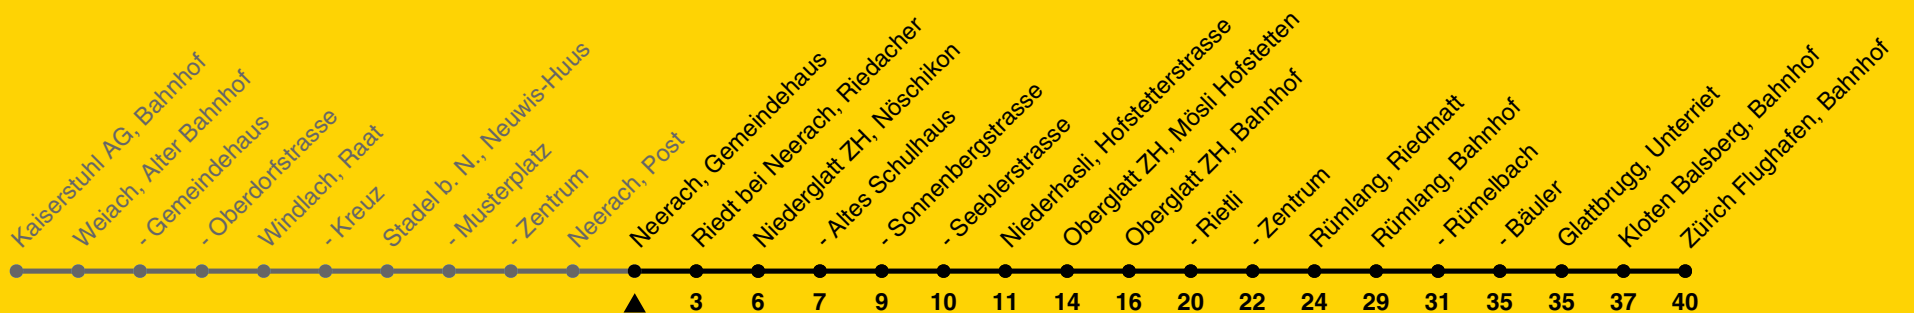 Kaiserstuhl AG, Bahnhof
Weiach, Alter Bahnhof
- Gemeindehaus
- Oberdorfstrasse
Windlach, Raat
- Kreuz
Stadel b. N., Neuwis-Huus
- Musterplatz
- Zentrum
Neerach, Post
Neerach, Gemeindehaus
Riedt bei Neerach, Riedacher
Niederglatt ZH, Nöschikon
- Altes Schulhaus
- Sonnenbergstrasse
- Seeblerstrasse
Niederhasli, Hofstetterstrasse
Oberglatt ZH, Mösli Hofstetten
Oberglatt ZH, Bahnhof
- Rietli
- Zentrum
Rümlang, Riedmatt
Rümlang, Bahnhof
- Rümelbach
- Bäuler
Glattbrugg, Unterriet
Kloten Balsberg, Bahnhof
Zürich Flughafen, Bahnhof
3 6 7 9 10 11 14 16 20 22 24 29 31 35 35 37 40